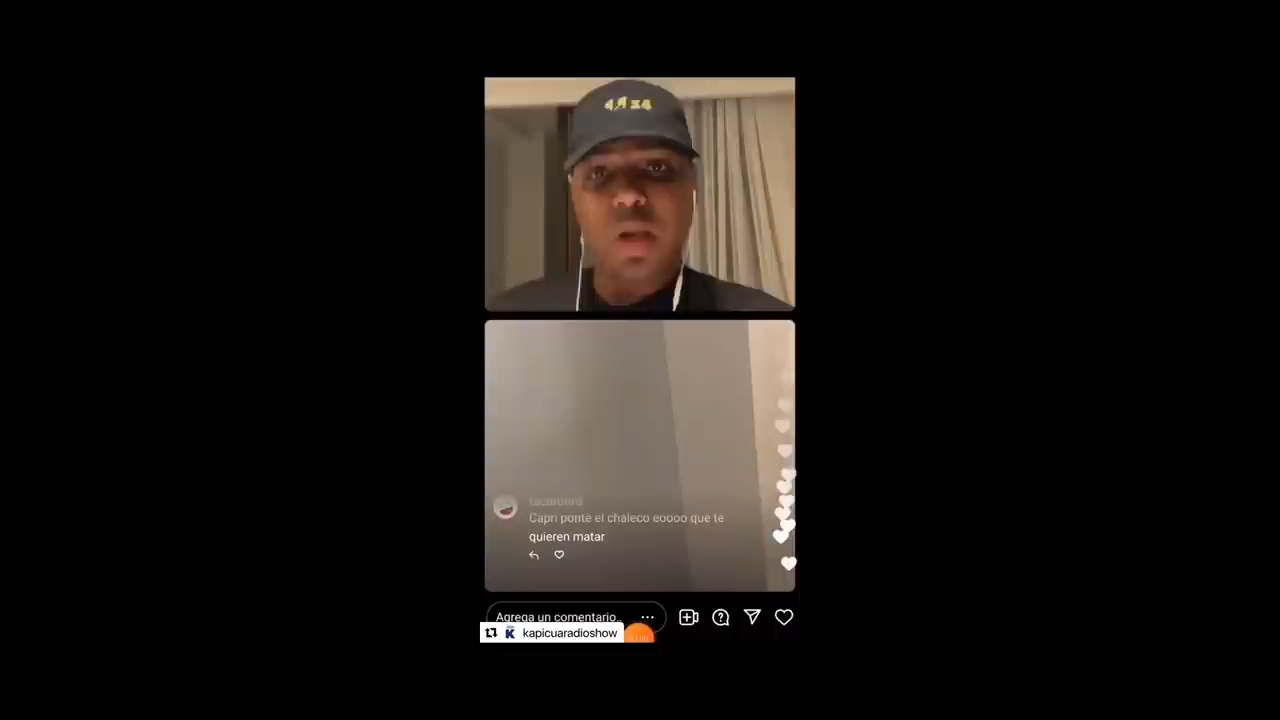 Capri ponte el chaleco eoooo que te
quieren matar
Agrega un comentario..
kapicuaradioshow